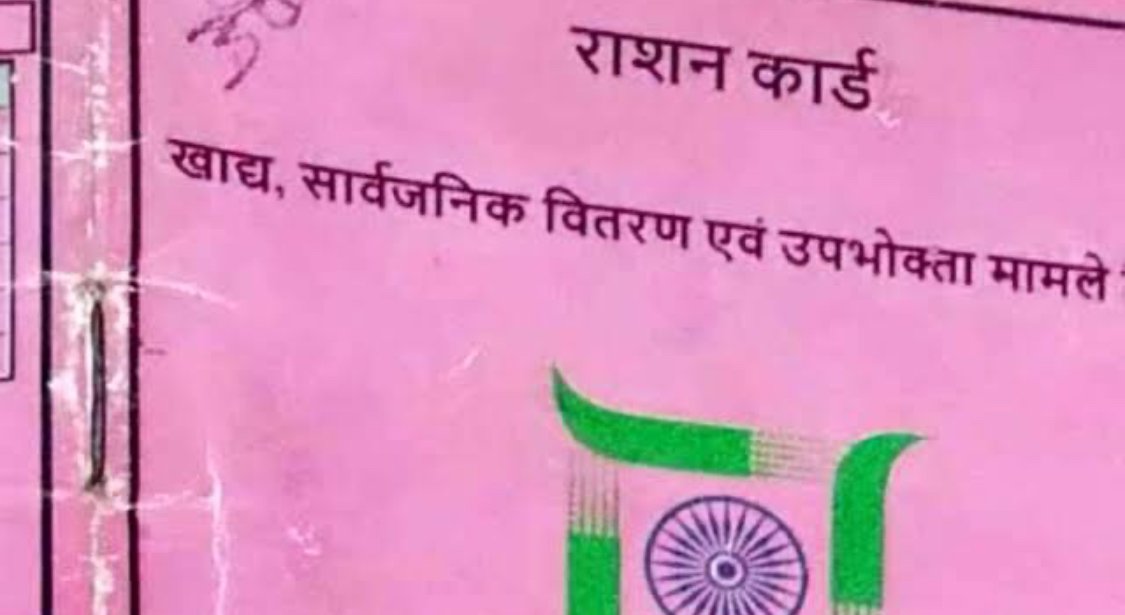 राशन कार्ड
खाद्य, सार्वजनिक वितरण एवं उपभोक्ता मामले